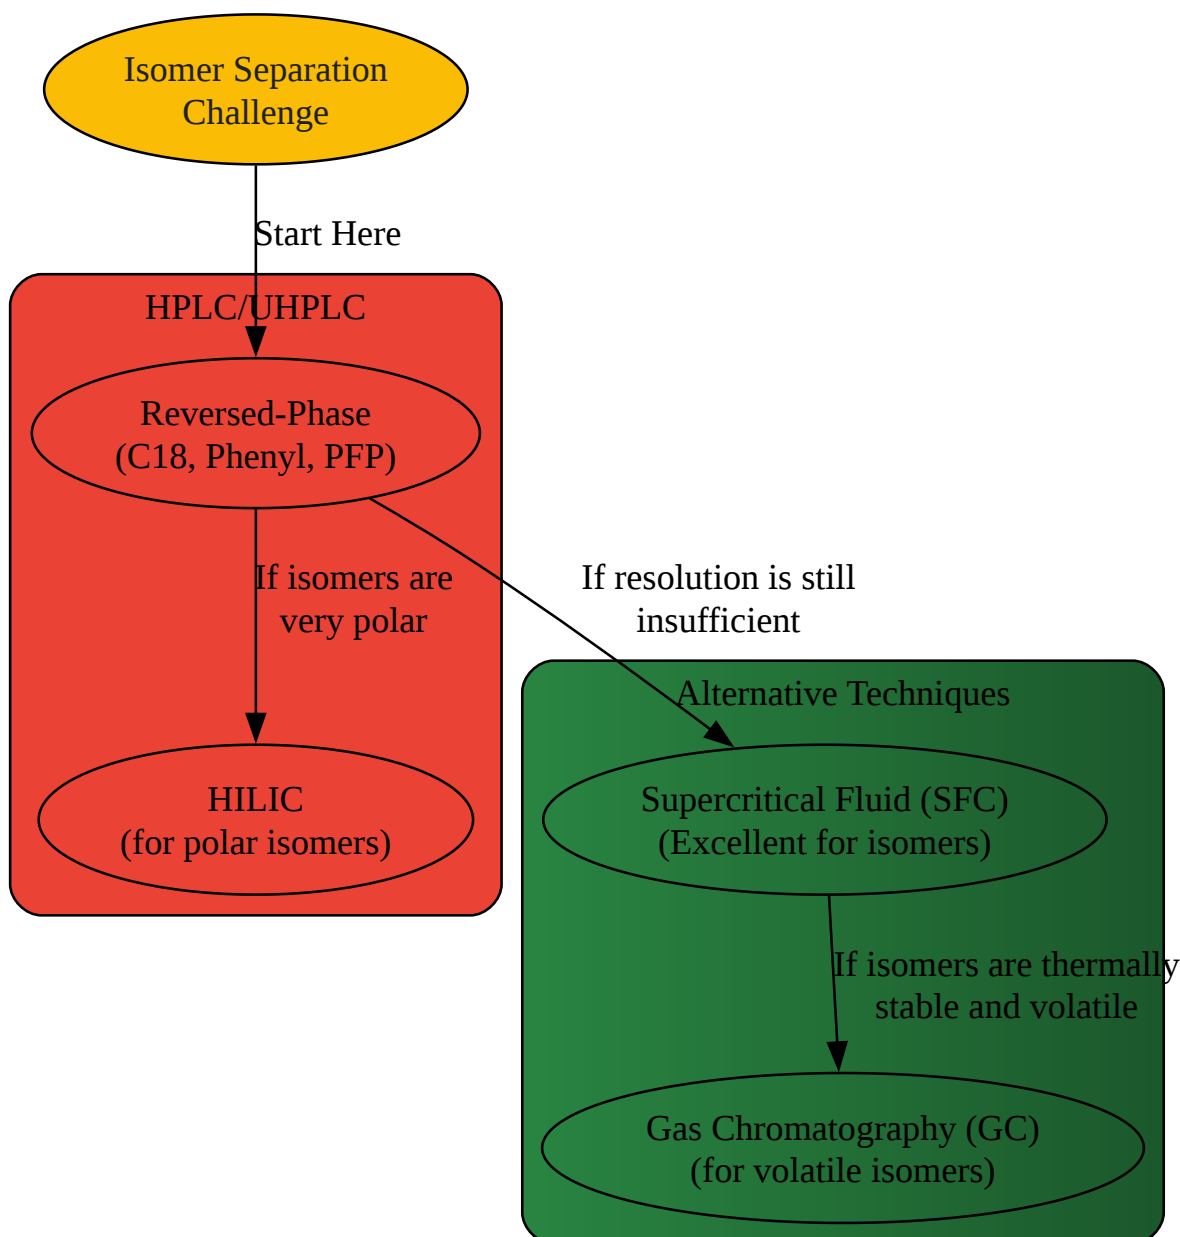 Isomer Separation
Challenge
Start Here
HPLC/UHPLC
Reversed-Phase
(C18, Phenyl, PFP)
If isomers are
very polar
If resolution is still
insufficient
Alternative Techniques
HILIC
(for polar isomers)
Supercritical Fluid (SFC)
(Excellent for isomers)
If isomers are thermally
stable and volatile
Gas Chromatography (GC)
(for volatile isomers)